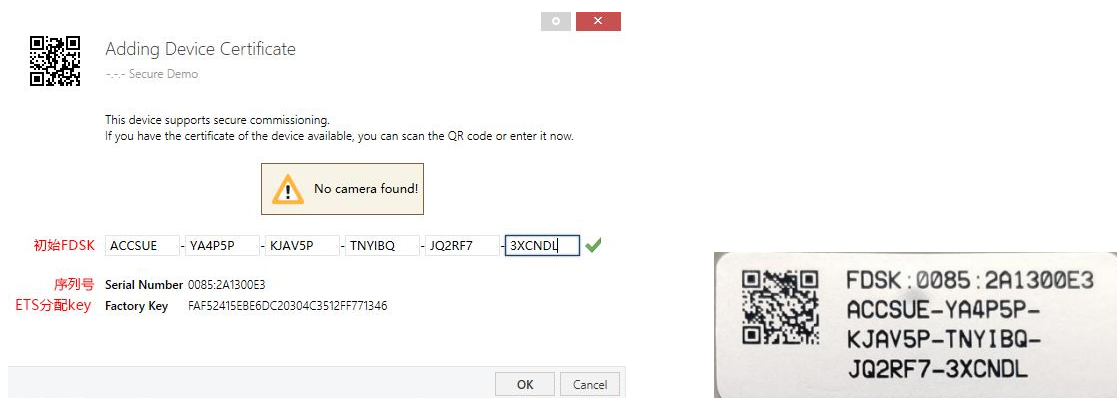 Adding Device Certificate
-.-.- Secure Demo
This device supports secure commissioning.
If you have the certificate of the device available, you can scan the QR code or enter it now.
No camera found!
初始FDSK ACCSUE - YA4P5P - KJAV5P - TNYIBQ - JQ2RF7 - 3XCNDL
序列号 Serial Number 0085:2A1300E3
ETS分配key Factory Key FAF52415EBE6DC20304C3512FF771346
OK Cancel
FDSK:0085:2A1300E3
ACCSUE-YA4P5P-
KJAV5P-TNYIBQ-
JQ2RF7-3XCNDL